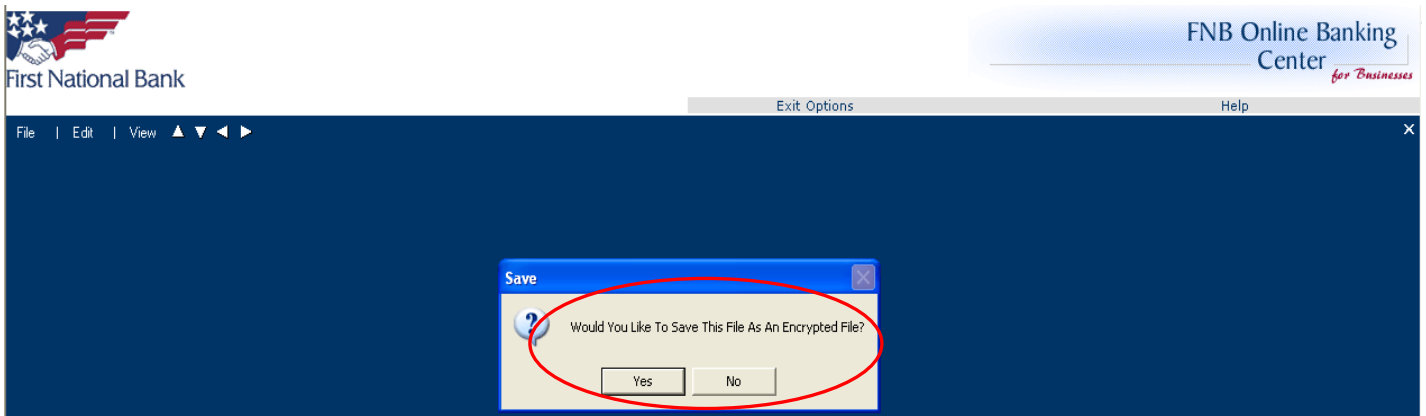 First National Bank
FNB Online Banking
Center
for Businesses
Exit Options Help
File | Edit | View
Save
Would You Like To Save This File As An Encrypted File?
Yes No